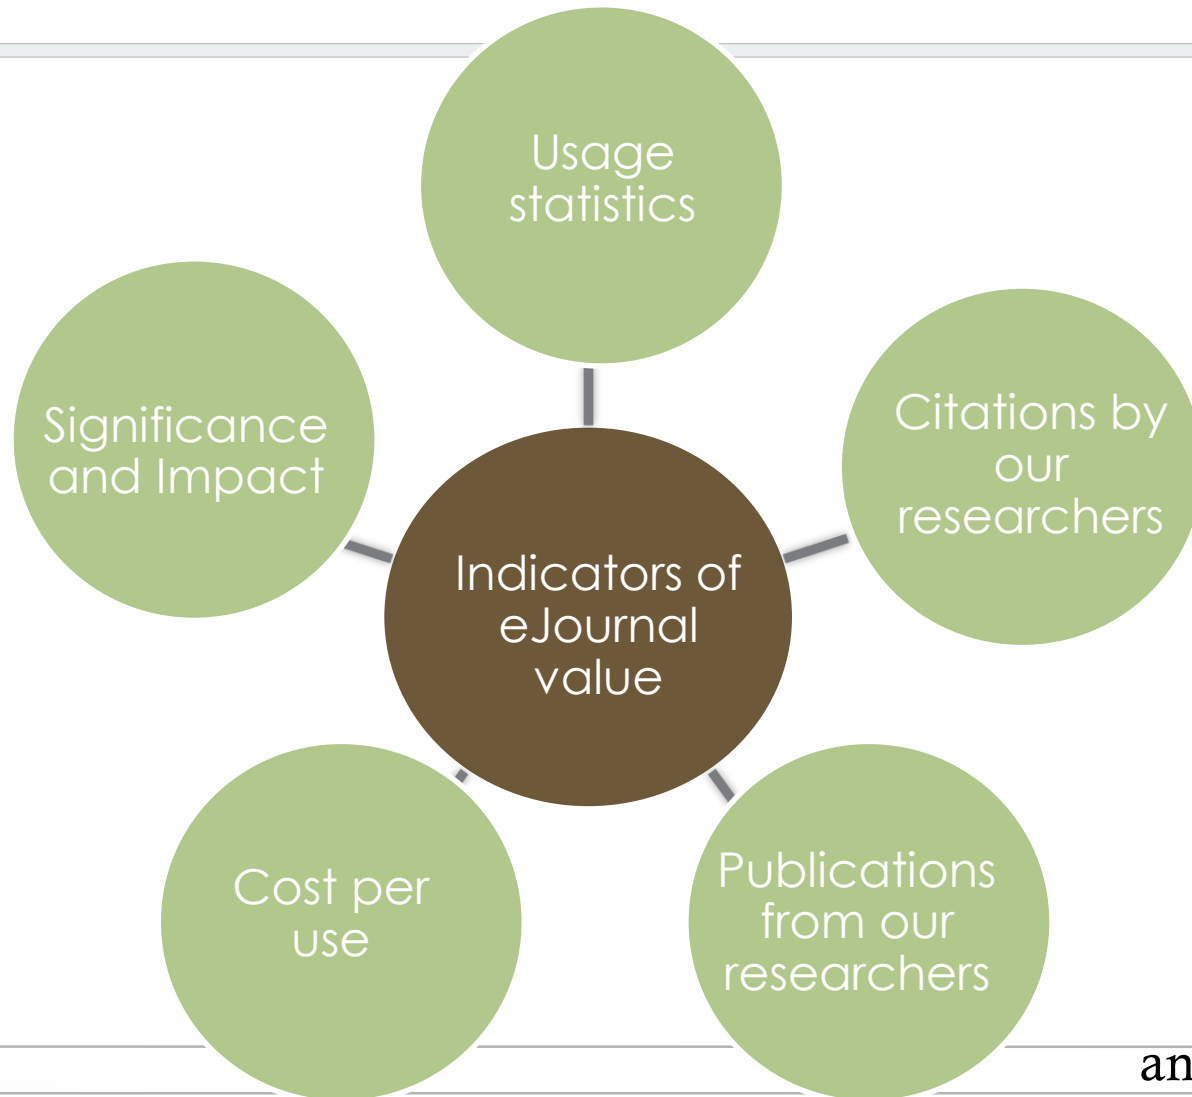 Usage
statistics
Significance
and Impact
Citations by
our
researchers
Indicators of
eJournal
value
Cost per
use
Publications
from our
researchers
an